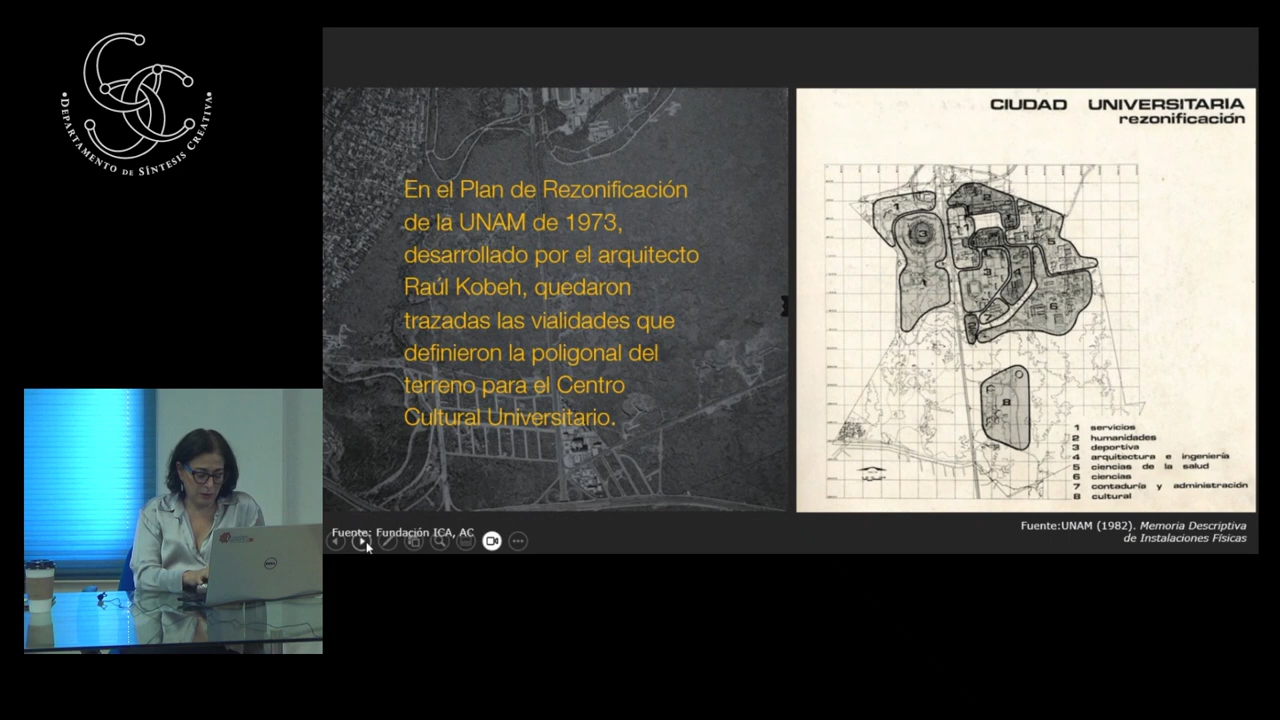 DEPARTAMENTO DE SÍNTESIS CREATIVA
En el Plan de Rezonificación
de la UNAM de 1973,
desarrollado por el arquitecto
Raúl Kobeh, quedaron
trazadas las vialidades que
definieron la poligonal del
terreno para el Centro
Cultural Universitario.
Fuente: Fundación ICA, AC
CIUDAD UNIVERSITARIA
rezonificación
1 servicios
2 humanidades
3 deportiva
4 arquitectura e ingeniería
5 ciencias de la salud
6 ciencias
7 contaduría y administración
8 cultural
Fuente:UNAM (1982). Memoria Descriptiva
de Instalaciones Físicas
DELL